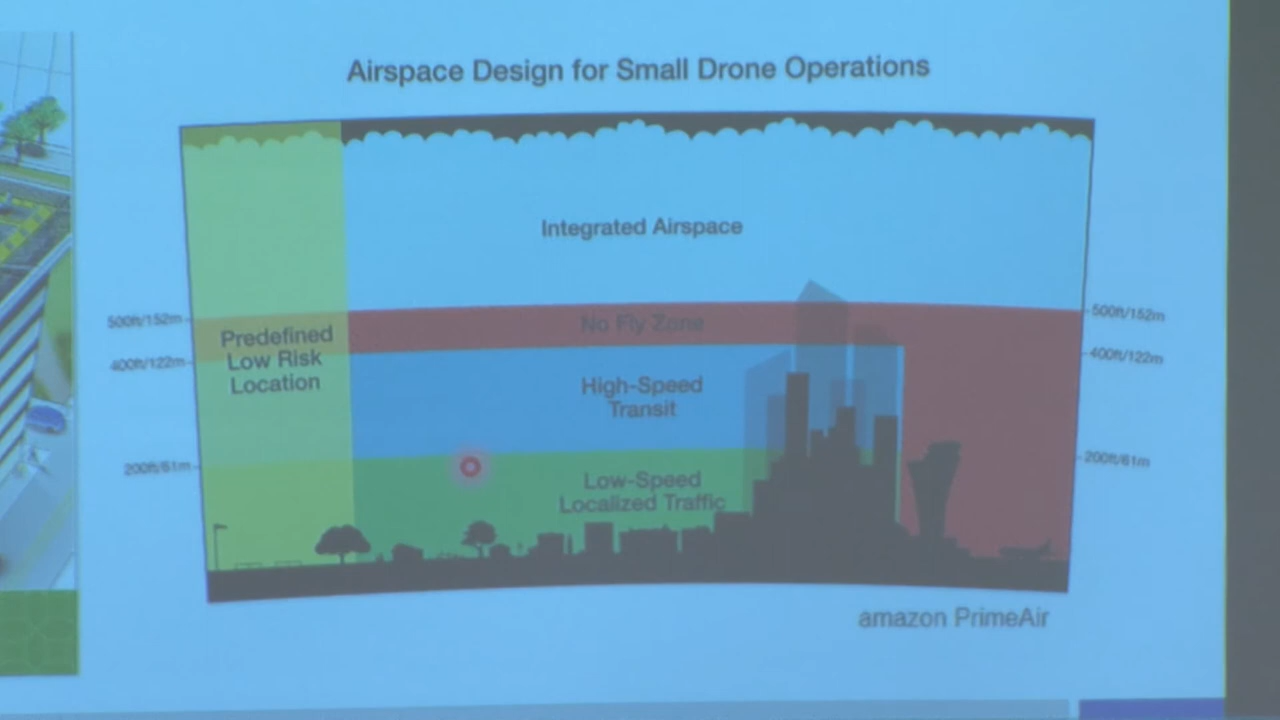 Airspace Design for Small Drone Operations
Integrated Airspace
500ft/152m
No Fly Zone
500ft/152m
Predefined
Low Risk
Location
400ft/122m
400ft/122m
High-Speed
Transit
200ft/61m
200ft/61m
Low-Speed
Localized Traffic
amazon PrimeAir